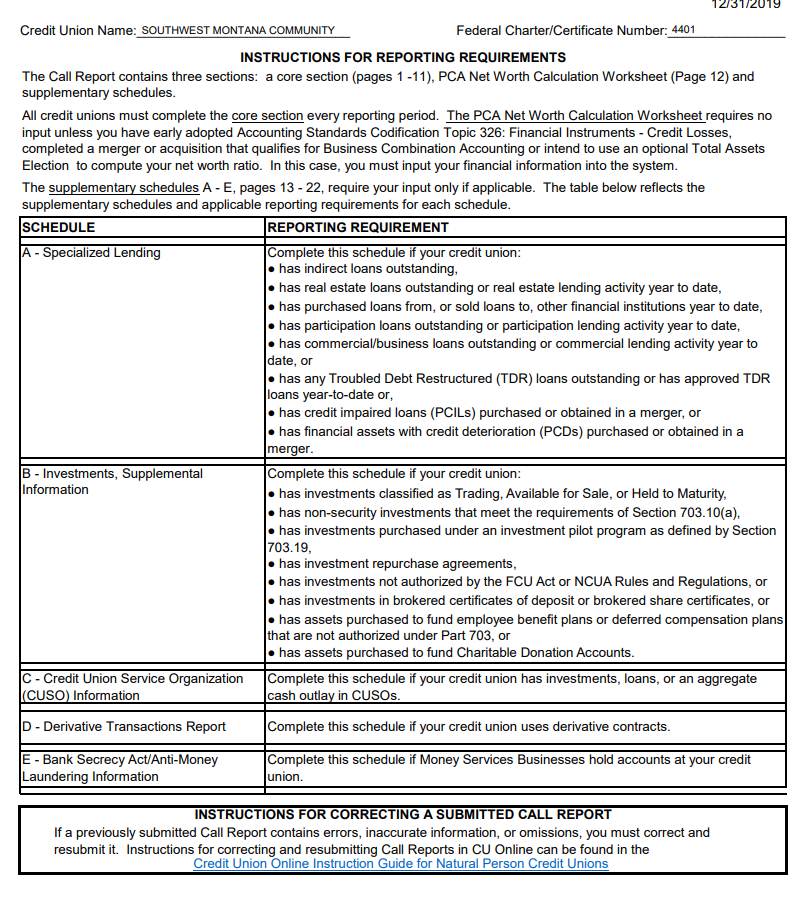 12/31/2019
Credit Union Name: SOUTHWEST MONTANA COMMUNITY Federal Charter/Certificate Number: 4401
INSTRUCTIONS FOR REPORTING REQUIREMENTS
The Call Report contains three sections: a core section (pages 1 -11), PCA Net Worth Calculation Worksheet (Page 12) and
supplementary schedules.
All credit unions must complete the core section every reporting period. The PCA Net Worth Calculation Worksheet requires no
input unless you have early adopted Accounting Standards Codification Topic 326: Financial Instruments - Credit Losses,
completed a merger or acquisition that qualifies for Business Combination Accounting or intend to use an optional Total Assets
Election to compute your net worth ratio. In this case, you must input your financial information into the system.
The supplementary schedules A - E, pages 13 - 22, require your input only if applicable. The table below reflects the
supplementary schedules and applicable reporting requirements for each schedule.
SCHEDULE REPORTING REQUIREMENT
A - Specialized Lending Complete this schedule if your credit union:
● has indirect loans outstanding,
● has real estate loans outstanding or real estate lending activity year to date,
● has purchased loans from, or sold loans to, other financial institutions year to date,
● has participation loans outstanding or participation lending activity year to date,
● has commercial/business loans outstanding or commercial lending activity year to
date, or
● has any Troubled Debt Restructured (TDR) loans outstanding or has approved TDR
loans year-to-date or,
● has credit impaired loans (PCILs) purchased or obtained in a merger, or
● has financial assets with credit deterioration (PCDs) purchased or obtained in a
merger.
B - Investments, Supplemental
Information
Complete this schedule if your credit union:
● has investments classified as Trading, Available for Sale, or Held to Maturity,
● has non-security investments that meet the requirements of Section 703.10(a),
● has investments purchased under an investment pilot program as defined by Section
703.19,
● has investment repurchase agreements,
● has investments not authorized by the FCU Act or NCUA Rules and Regulations, or
● has investments in brokered certificates of deposit or brokered share certificates, or
● has assets purchased to fund employee benefit plans or deferred compensation plans
that are not authorized under Part 703, or
● has assets purchased to fund Charitable Donation Accounts.
C - Credit Union Service Organization
(CUSO) Information
Complete this schedule if your credit union has investments, loans, or an aggregate
cash outlay in CUSOs.
D - Derivative Transactions Report Complete this schedule if your credit union uses derivative contracts.
E - Bank Secrecy Act/Anti-Money
Laundering Information
Complete this schedule if Money Services Businesses hold accounts at your credit
union.
INSTRUCTIONS FOR CORRECTING A SUBMITTED CALL REPORT
If a previously submitted Call Report contains errors, inaccurate information, or omissions, you must correct and
resubmit it. Instructions for correcting and resubmitting Call Reports in CU Online can be found in the
Credit Union Online Instruction Guide for Natural Person Credit Unions